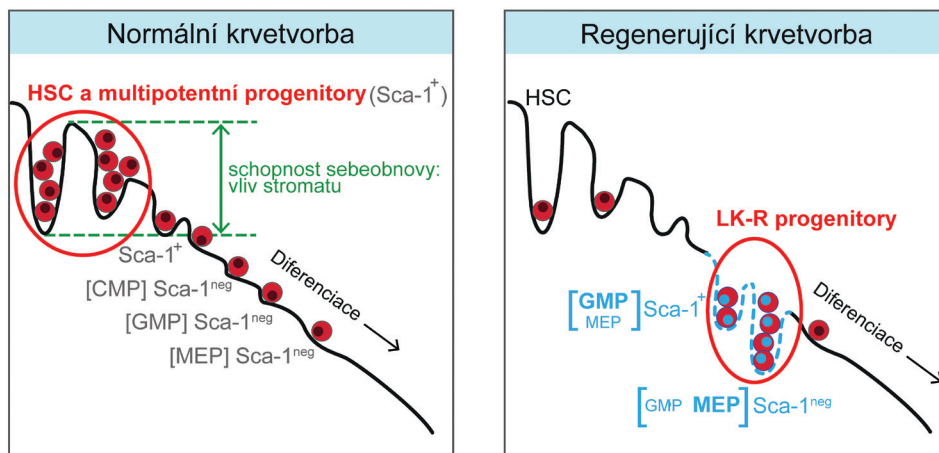 Normální krvetvorba
HSC a multipotentní progenitory (Sca-1⁺)
schopnost sebeobnovy:
vliv stromatu
Sca-1⁺
[CMP] Sca-1ⁿᵉᵍ
[GMP] Sca-1ⁿᵉᵍ
[MEP] Sca-1ⁿᵉᵍ
Diferenciace
Regenerující krvetvorba
HSC
LK-R progenitory
[GMP
MEP] Sca-1⁺
Diferenciace
[GMP MEP] Sca-1ⁿᵉᵍ